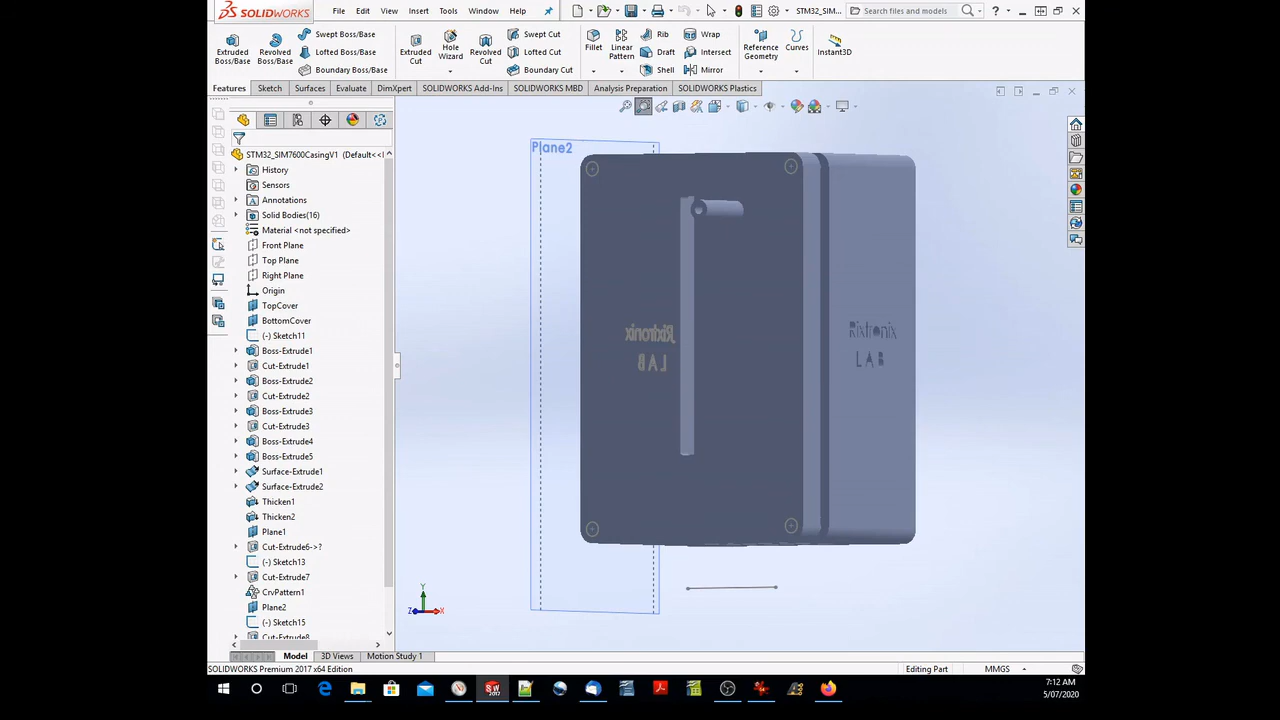 SOLIDWORKS File Edit View Insert Tools Window Help STM32_SIM... Search files and models ?
Extruded Boss/Base
Revolved Boss/Base
Swept Boss/Base
Lofted Boss/Base
Boundary Boss/Base
Extruded Cut
Hole Wizard
Revolved Cut
Swept Cut
Lofted Cut
Boundary Cut
Fillet
Linear Pattern
Rib
Draft
Shell
Wrap
Intersect
Mirror
Reference Geometry
Curves
Instant3D
Features Sketch Surfaces Evaluate DimXpert SOLIDWORKS Add-Ins SOLIDWORKS MBD Analysis Preparation SOLIDWORKS Plastics
STM32_SIM7600CasingV1 (Default<<
History
Sensors
Annotations
Solid Bodies(16)
Material <not specified>
Front Plane
Top Plane
Right Plane
Origin
TopCover
BottomCover
(-) Sketch11
Boss-Extrude1
Cut-Extrude1
Boss-Extrude2
Cut-Extrude2
Boss-Extrude3
Cut-Extrude3
Boss-Extrude4
Boss-Extrude5
Surface-Extrude1
Surface-Extrude2
Thicken1
Thicken2
Plane1
Cut-Extrude6->?
(-) Sketch13
Cut-Extrude7
CrvPattern1
Plane2
(-) Sketch15
Cut-Extrude8
Plane2
Rixtronix
LAB
Rixtronix
LAB
Y
Z X
Model 3D Views Motion Study 1
SOLIDWORKS Premium 2017 x64 Edition Editing Part MMGS
7:12 AM
5/07/2020